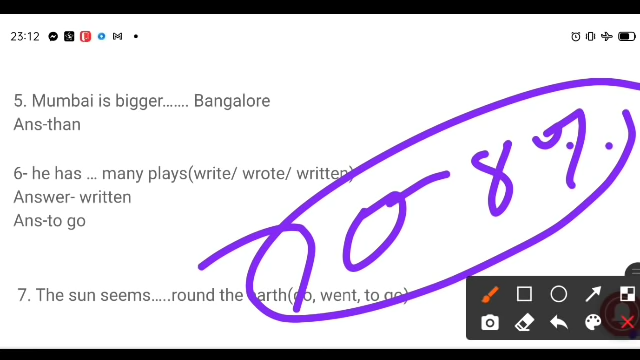 23:12
5. Mumbai is bigger....... Bangalore
Ans-than
6- he has ... many plays(write/ wrote/ written)
Answer- written
Ans-to go
7. The sun seems.....round the earth(go, went, to go)